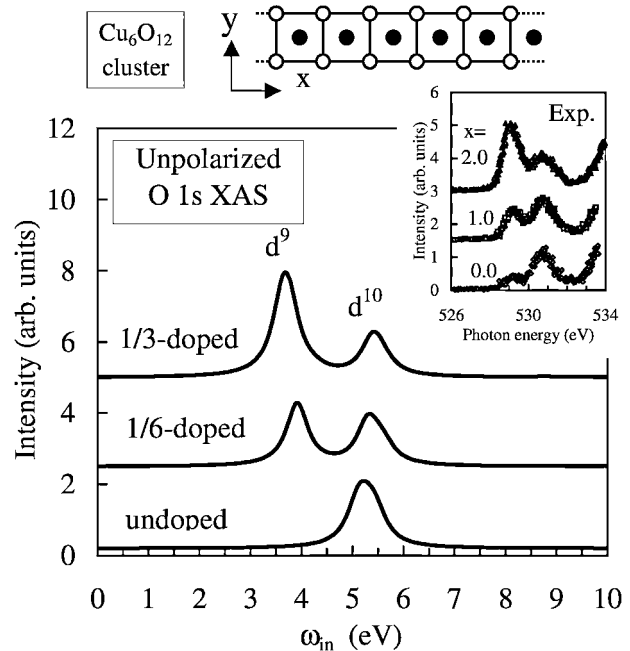 Cu₆O₁₂
cluster
y
x
12
10
8
6
4
2
0
Intensity (arb. units)
Unpolarized
O 1s XAS
d⁹
d¹⁰
1/3-doped
1/6-doped
undoped
0 1 2 3 4 5 6 7 8 9 10
ω_in (eV)
6
5
4
3
2
1
0
Intensity (arb. units)
Exp.
x=
2.0
1.0
0.0
526 530 534
Photon energy (eV)